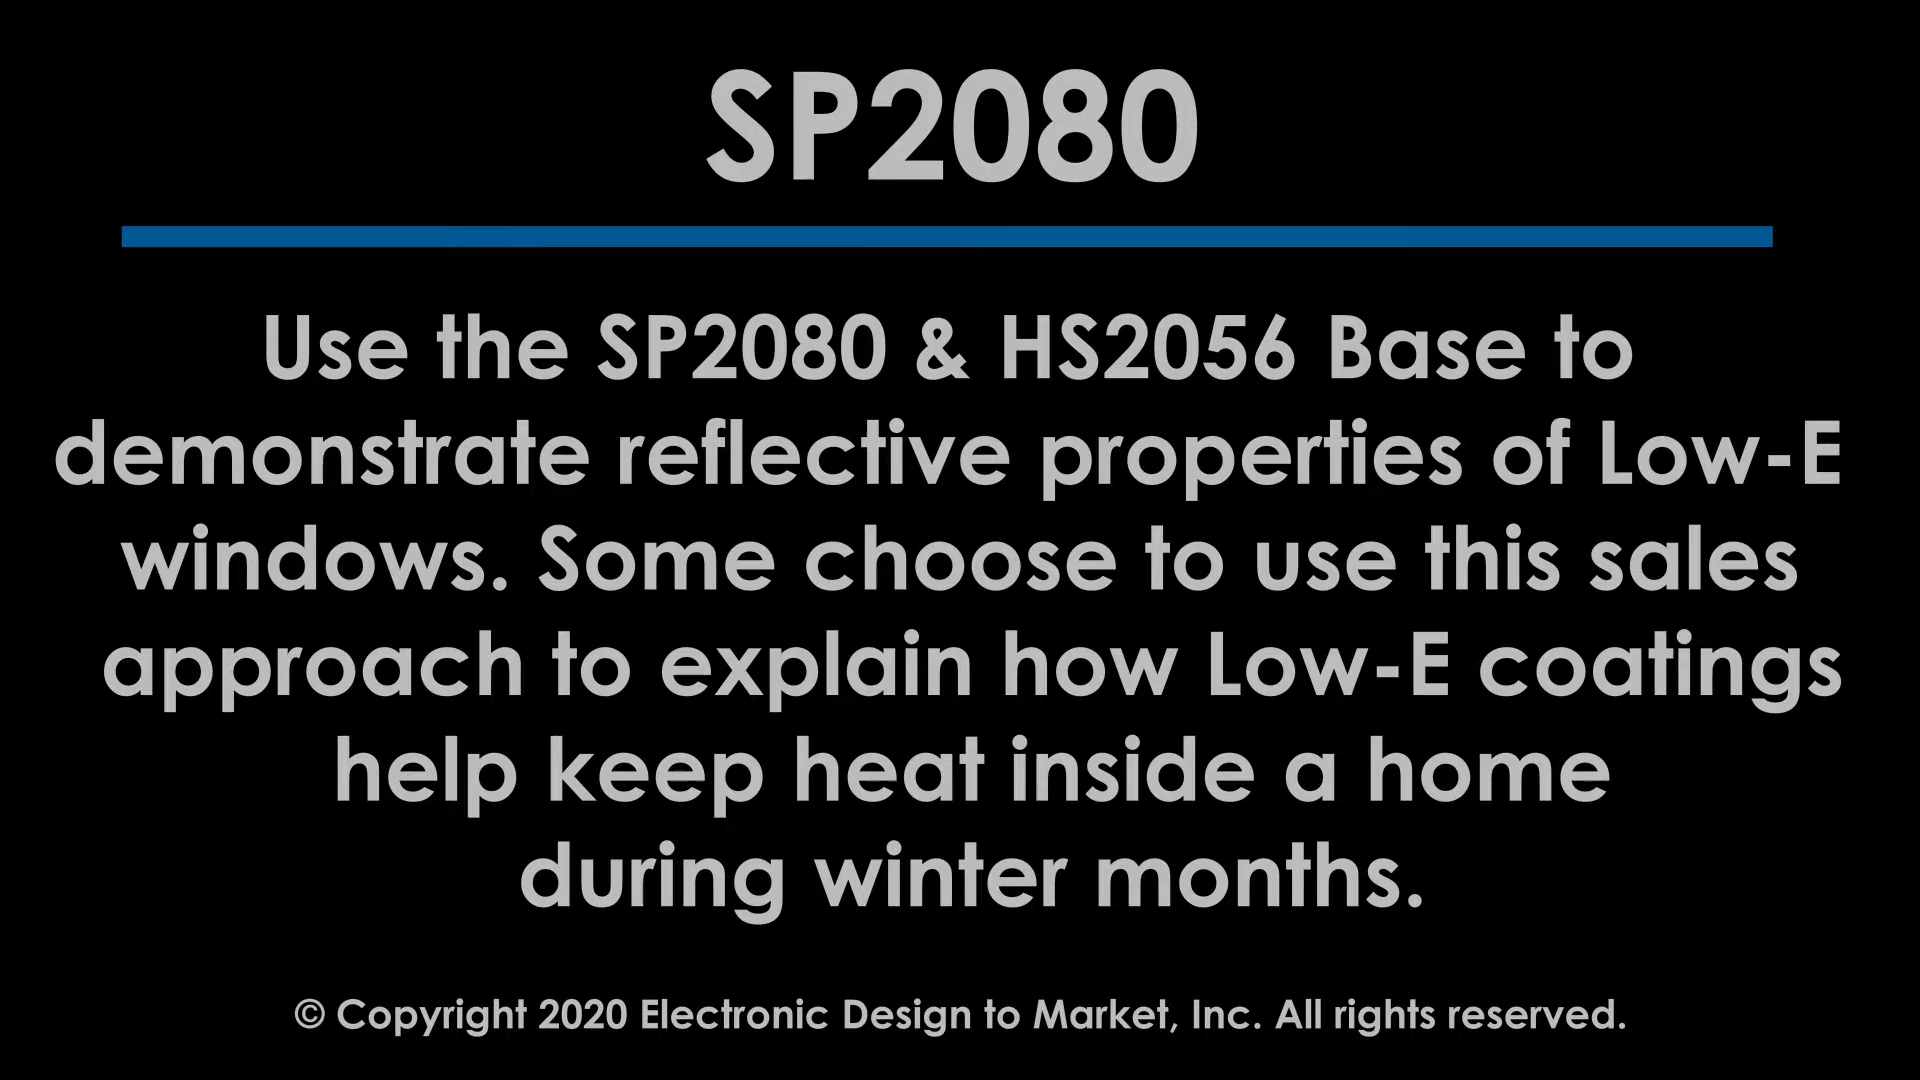 SP2080
Use the SP2080 & HS2056 Base to
demonstrate reflective properties of Low-E
windows. Some choose to use this sales
approach to explain how Low-E coatings
help keep heat inside a home
during winter months.
© Copyright 2020 Electronic Design to Market, Inc. All rights reserved.